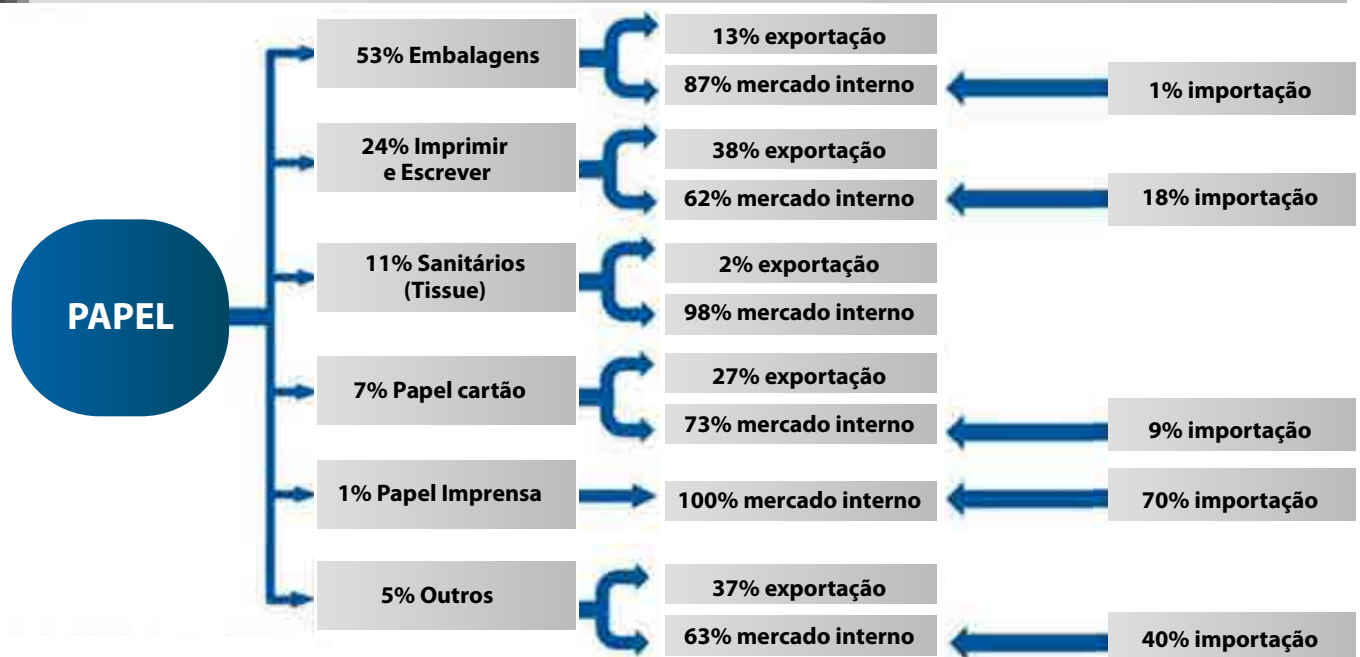 PAPEL
53% Embalagens
13% exportação
87% mercado interno
1% importação
24% Imprimir
e Escrever
38% exportação
62% mercado interno
18% importação
11% Sanitários
(Tissue)
2% exportação
98% mercado interno
7% Papel cartão
27% exportação
73% mercado interno
9% importação
1% Papel Imprensa
100% mercado interno
70% importação
5% Outros
37% exportação
63% mercado interno
40% importação